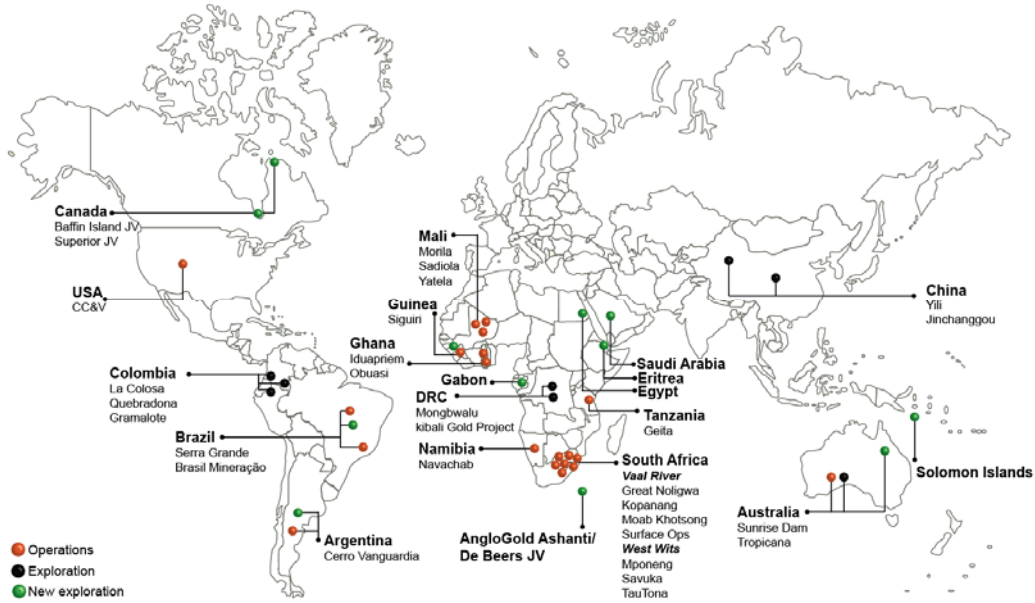 Canada
Baffin Island JV
Superior JV
USA
CC&V
Colombia
La Colosa
Quebradona
Gramalote
Brazil
Serra Grande
Brasil Mineração
Argentina
Cerro Vanguardia
Mali
Morila
Sadiola
Yatela
Guinea
Siguiri
Ghana
Iduapriem
Obuasi
Gabon
DRC
Mongbwalu
kibali Gold Project
Namibia
Navachab
AngloGold Ashanti/
De Beers JV
Saudi Arabia
Eritrea
Egypt
Tanzania
Geita
South Africa
Vaal River
Great Noligwa
Kopanang
Moab Khotsong
Surface Ops
West Wits
Mponeng
Savuka
TauTona
China
Yili
Jinchanggou
Solomon Islands
Australia
Sunrise Dam
Tropicana
Operations
Exploration
New exploration